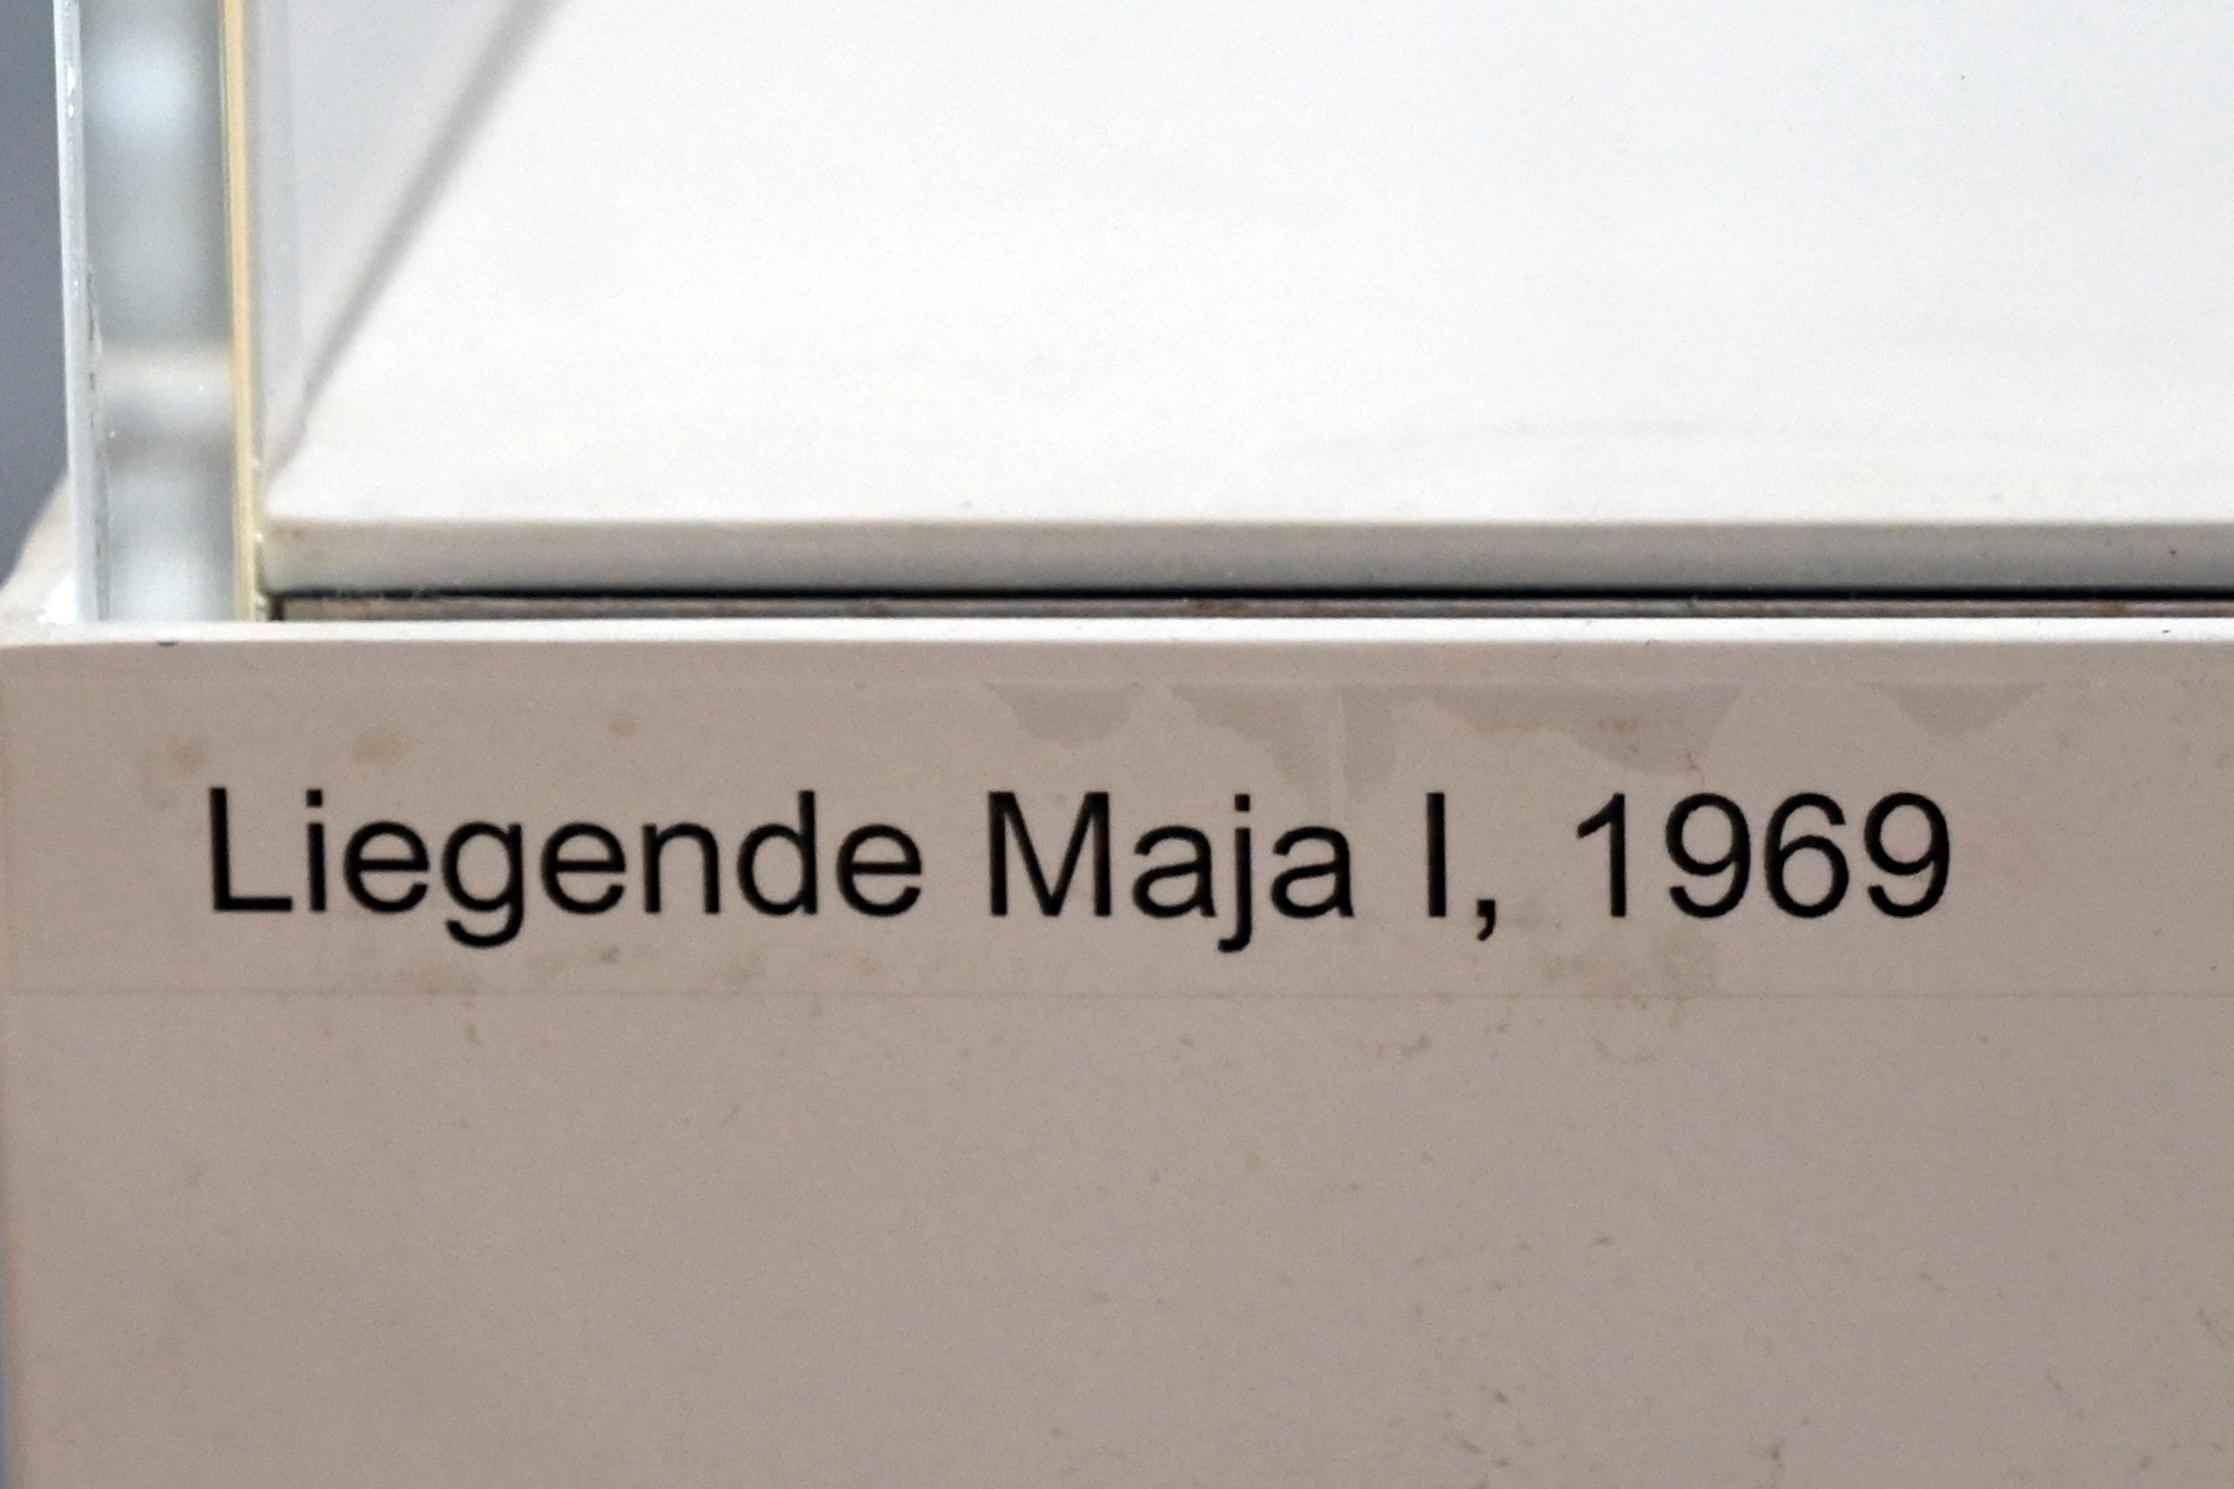 Liegende Maja I, 1969